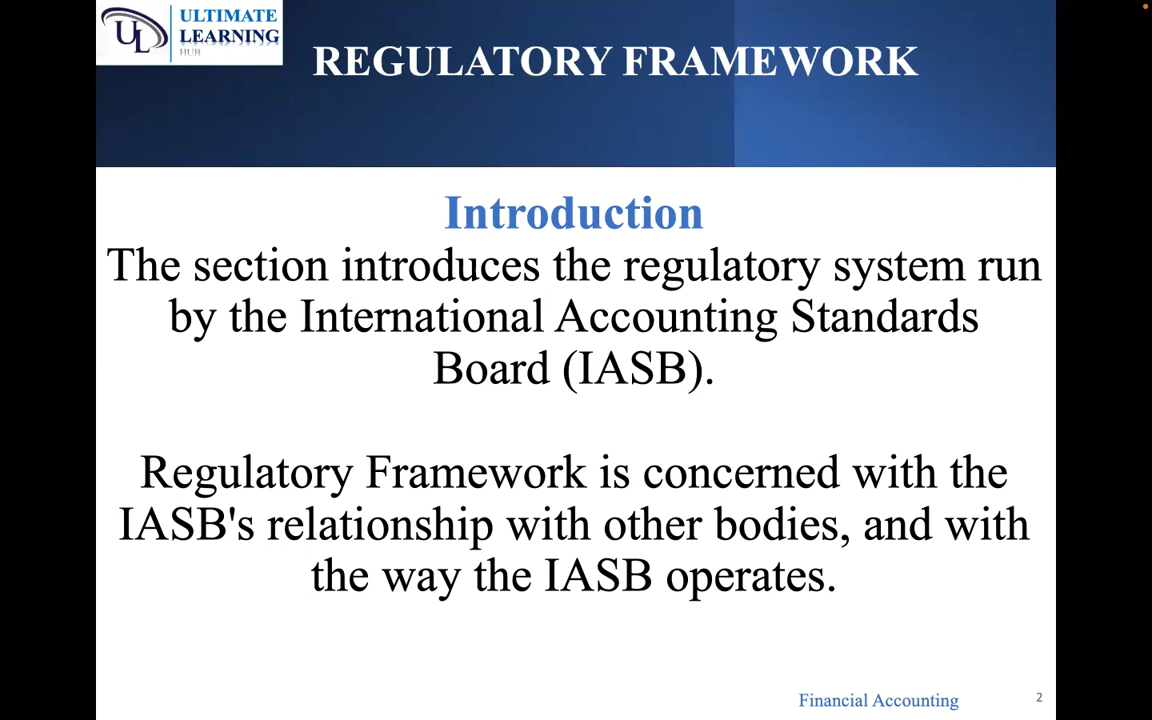 ULTIMATE
LEARNING
HUB
UL
REGULATORY FRAMEWORK
Introduction
The section introduces the regulatory system run
by the International Accounting Standards
Board (IASB).
Regulatory Framework is concerned with the
IASB's relationship with other bodies, and with
the way the IASB operates.
Financial Accounting
2